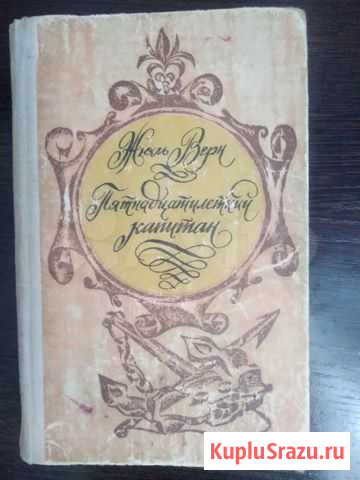 Жюль Верн
Пятнадцатилетний
капитан
KupluSrazu.ru